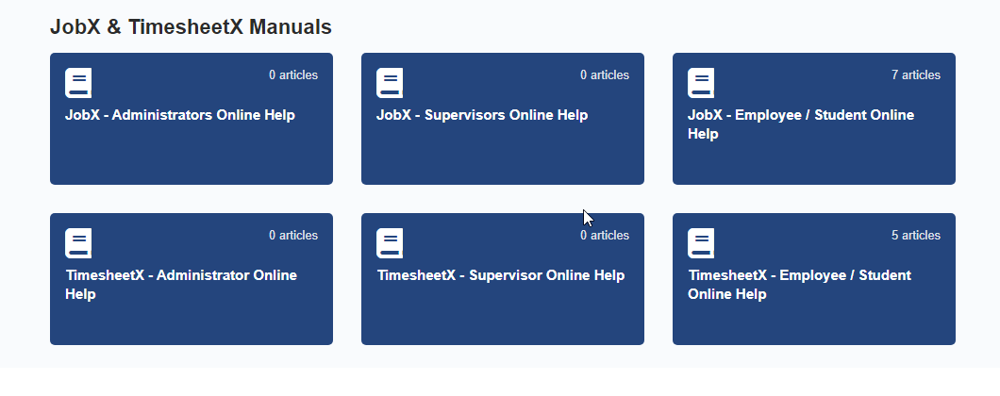 JobX & TimesheetX Manuals
0 articles
JobX - Administrators Online Help
0 articles
JobX - Supervisors Online Help
7 articles
JobX - Employee / Student Online
Help
0 articles
TimesheetX - Administrator Online
Help
0 articles
TimesheetX - Supervisor Online Help
5 articles
TimesheetX - Employee / Student
Online Help